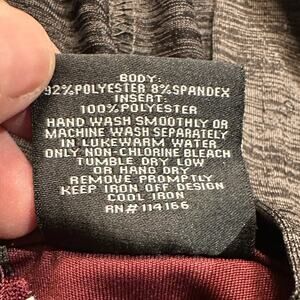 BODY:
92%POLYESTER 8%SPANDEX
INSERT:
100%POLYESTER
HAND WASH SMOOTHLY OR
MACHINE WASH SEPARATELY
IN LUKEWARM WATER
ONLY NON-CHLORINE BLEACH
TUMBLE DRY LOW
OR HANG DRY
REMOVE PROMPTLY
KEEP IRON OFF DESIGN
COOL IRON
RN#114166